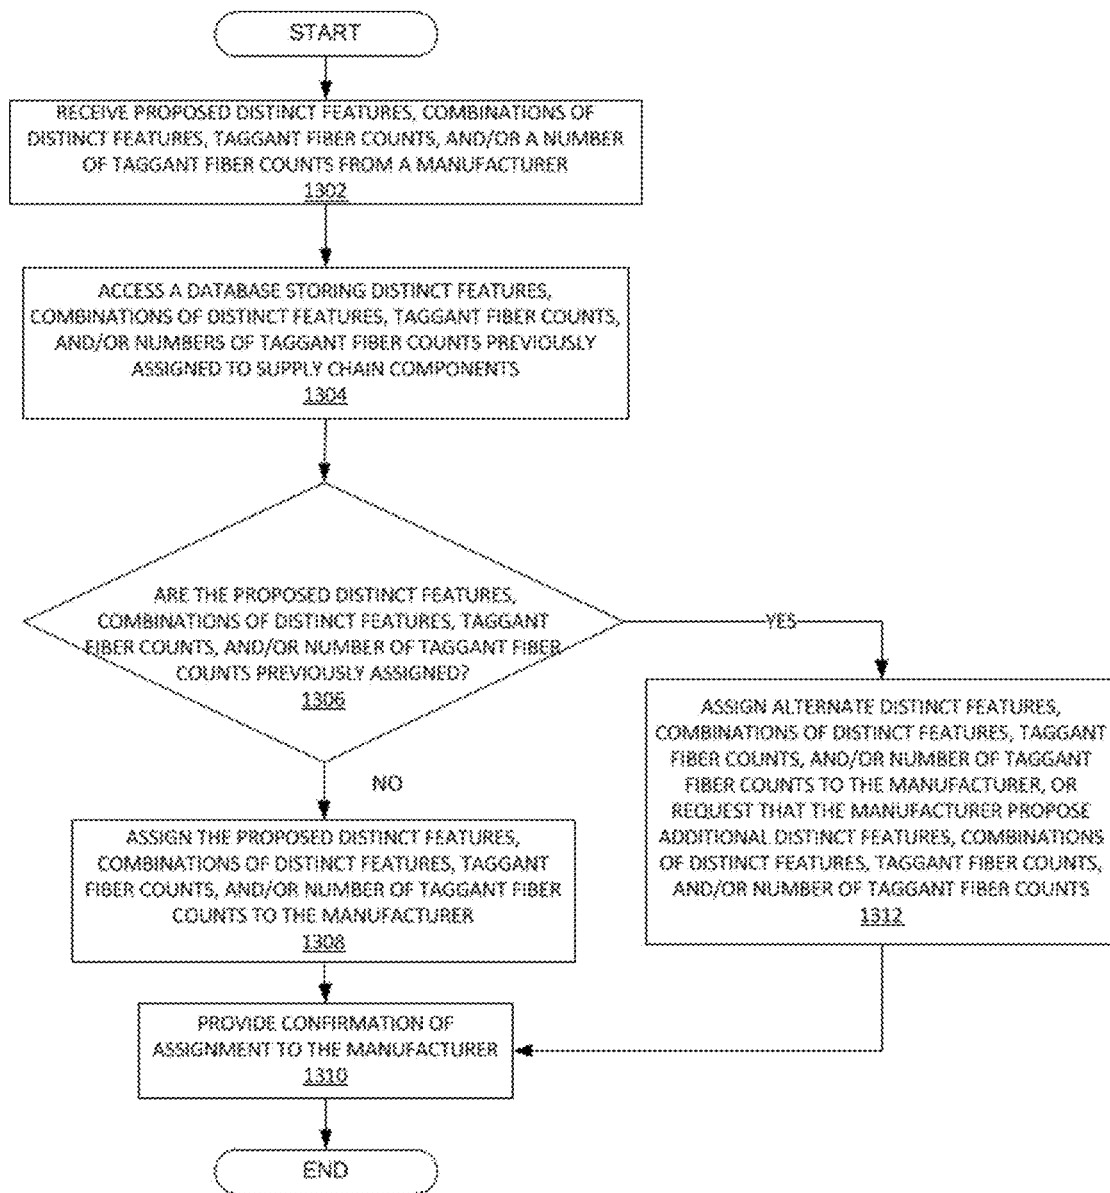 START
RECEIVE PROPOSED DISTINCT FEATURES, COMBINATIONS OF
DISTINCT FEATURES, TAGGANT FIBER COUNTS, AND/OR A NUMBER
OF TAGGANT FIBER COUNTS FROM A MANUFACTURER
1302
ACCESS A DATABASE STORING DISTINCT FEATURES,
COMBINATIONS OF DISTINCT FEATURES, TAGGANT FIBER COUNTS,
AND/OR NUMBERS OF TAGGANT FIBER COUNTS PREVIOUSLY
ASSIGNED TO SUPPLY CHAIN COMPONENTS
1304
ARE THE PROPOSED DISTINCT FEATURES,
COMBINATIONS OF DISTINCT FEATURES, TAGGANT
FIBER COUNTS, AND/OR NUMBER OF TAGGANT FIBER
COUNTS PREVIOUSLY ASSIGNED?
1306
YES
NO
ASSIGN ALTERNATE DISTINCT FEATURES,
COMBINATIONS OF DISTINCT FEATURES, TAGGANT
FIBER COUNTS, AND/OR NUMBER OF TAGGANT
FIBER COUNTS TO THE MANUFACTURER, OR
REQUEST THAT THE MANUFACTURER PROPOSE
ADDITIONAL DISTINCT FEATURES, COMBINATIONS
OF DISTINCT FEATURES, TAGGANT FIBER COUNTS,
AND/OR NUMBER OF TAGGANT FIBER COUNTS
1312
ASSIGN THE PROPOSED DISTINCT FEATURES,
COMBINATIONS OF DISTINCT FEATURES, TAGGANT
FIBER COUNTS, AND/OR NUMBER OF TAGGANT FIBER
COUNTS TO THE MANUFACTURER
1308
PROVIDE CONFIRMATION OF
ASSIGNMENT TO THE MANUFACTURER
1310
END